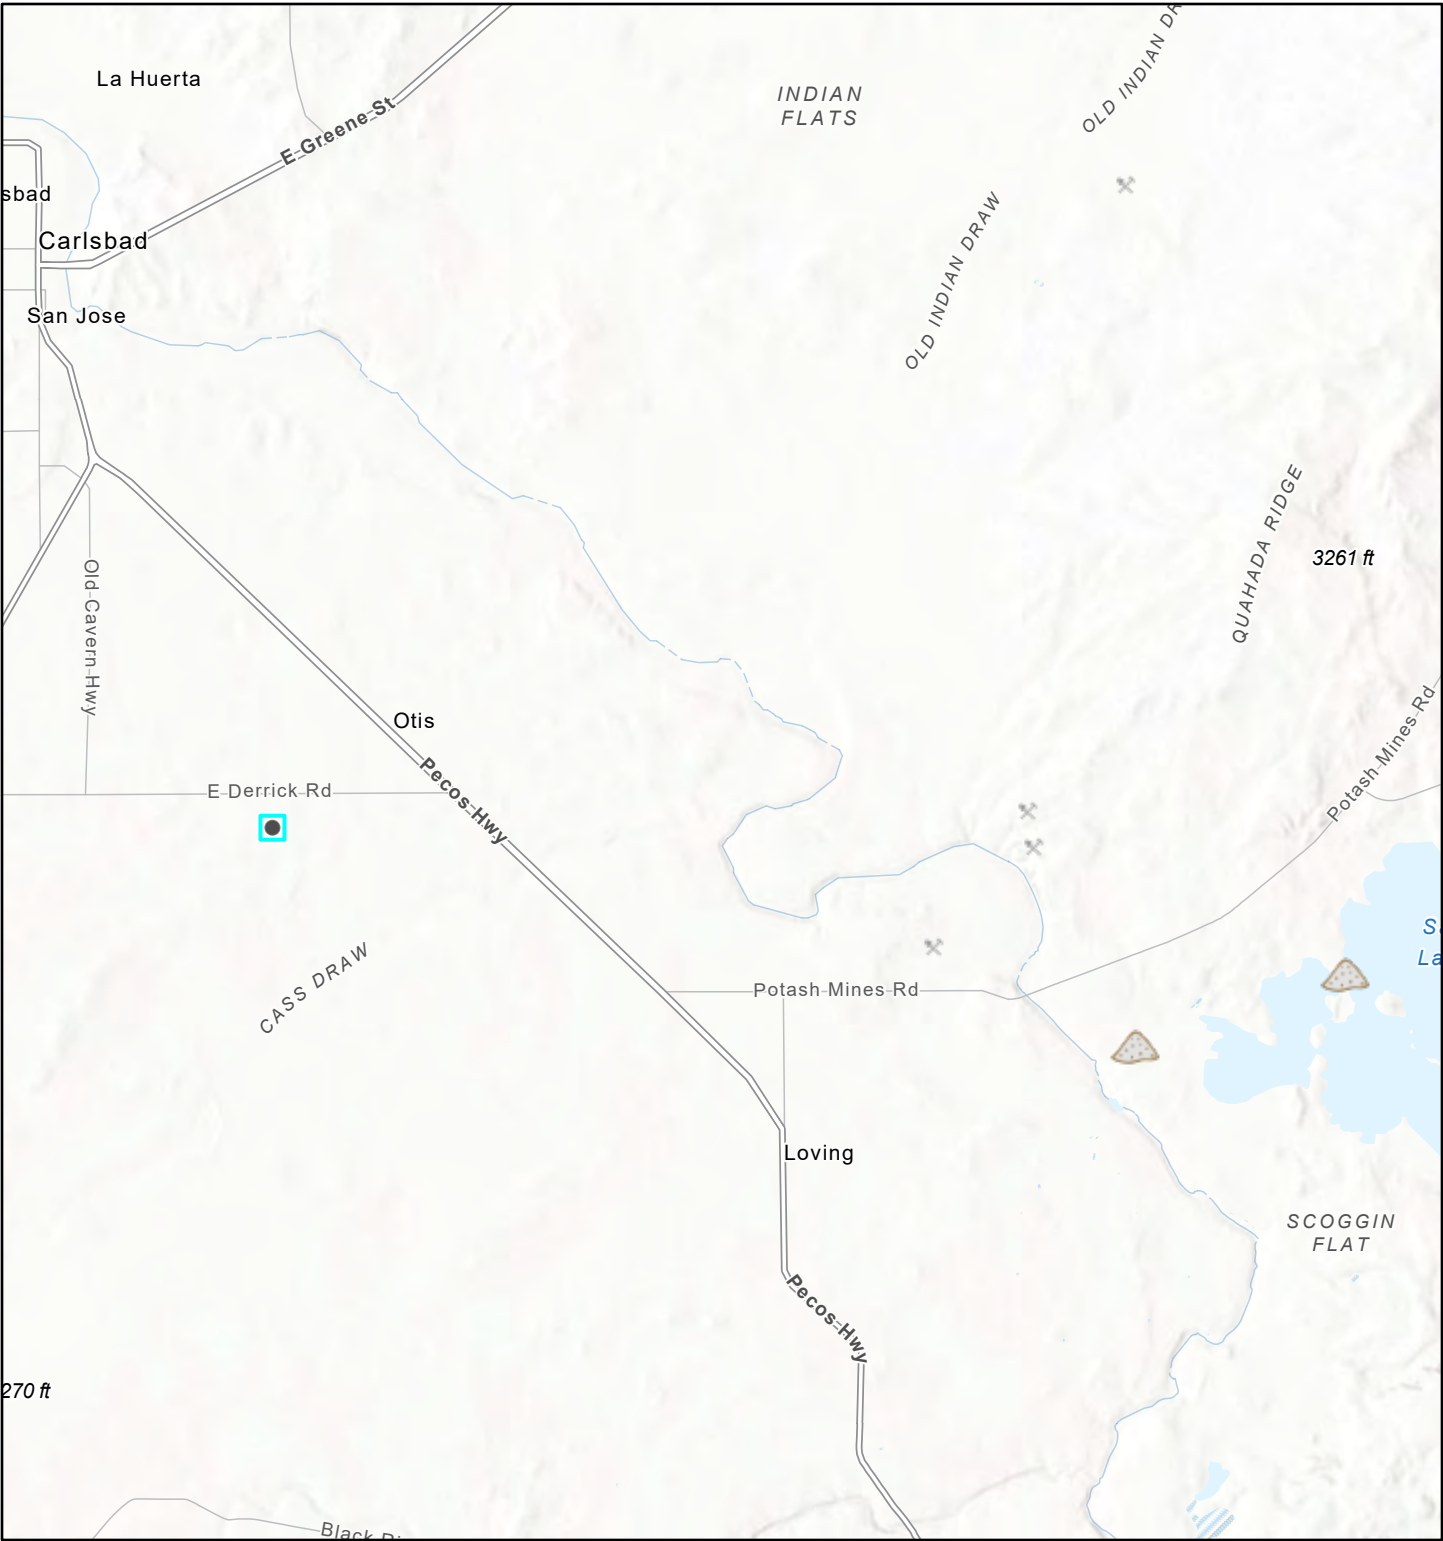 La Huerta
INDIAN
FLATS
OLD INDIAN DR
E Greene St
sbad
Carlsbad
OLD INDIAN DRAW
San Jose
QUAHADA RIDGE
3261 ft
Old Cavern Hwy
Otis
Potash Mines Rd
E Derrick Rd
Pecos Hwy
S
La
CASS DRAW
Potash Mines Rd
Loving
SCOGGIN
FLAT
Pecos Hwy
270 ft
Black Ri